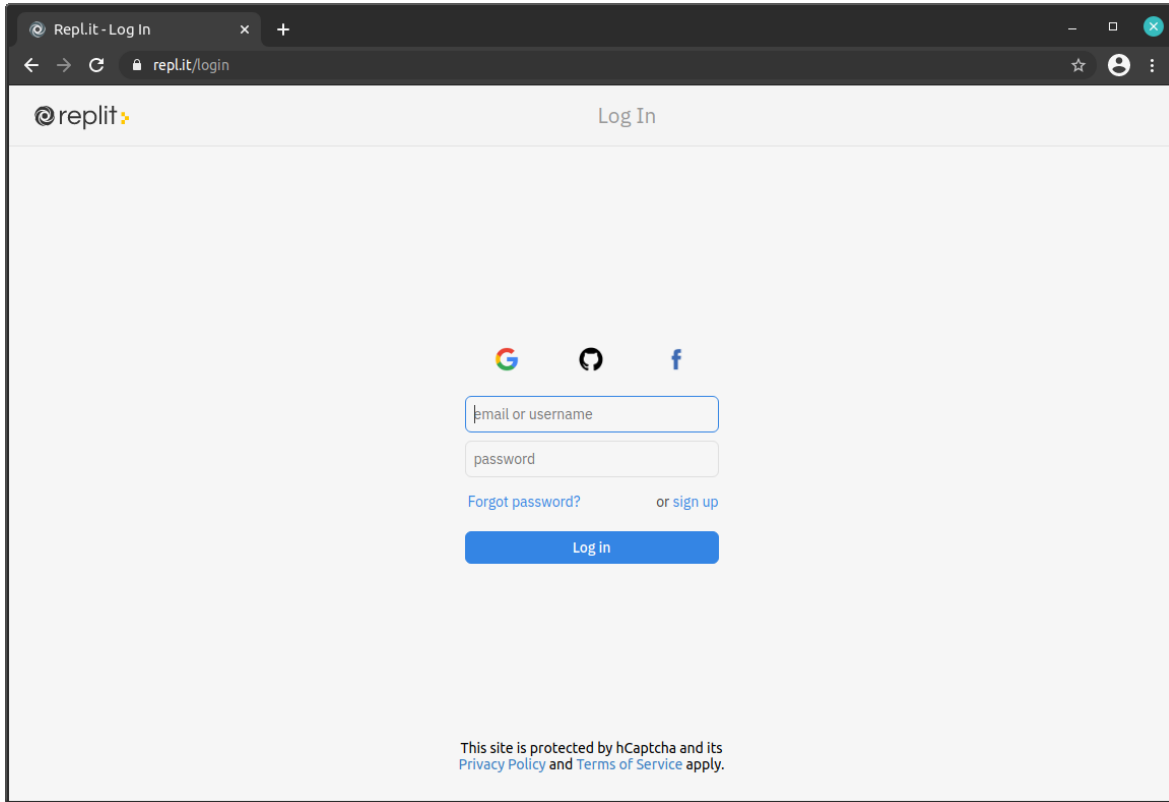 Repl.it - Log In
repl.it/login
replit
Log In
email or username
password
Forgot password? or sign up
Log in
This site is protected by hCaptcha and its
Privacy Policy and Terms of Service apply.